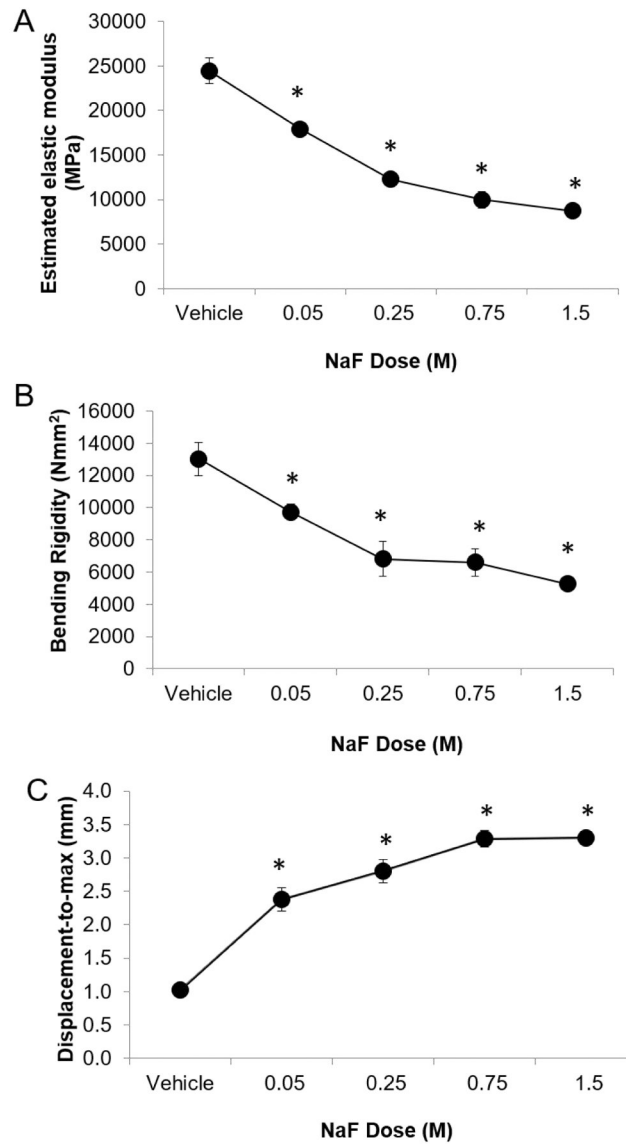 A
Estimated elastic modulus
(MPa)
30000
25000
20000
15000
10000
5000
0
* * * *
Vehicle 0.05 0.25 0.75 1.5
NaF Dose (M)
B
Bending Rigidity (Nmm²)
16000
14000
12000
10000
8000
6000
4000
2000
0
* * * *
Vehicle 0.05 0.25 0.75 1.5
NaF Dose (M)
C
Displacement-to-max (mm)
4.0
3.5
3.0
2.5
2.0
1.5
1.0
0.5
0.0
* * * *
Vehicle 0.05 0.25 0.75 1.5
NaF Dose (M)